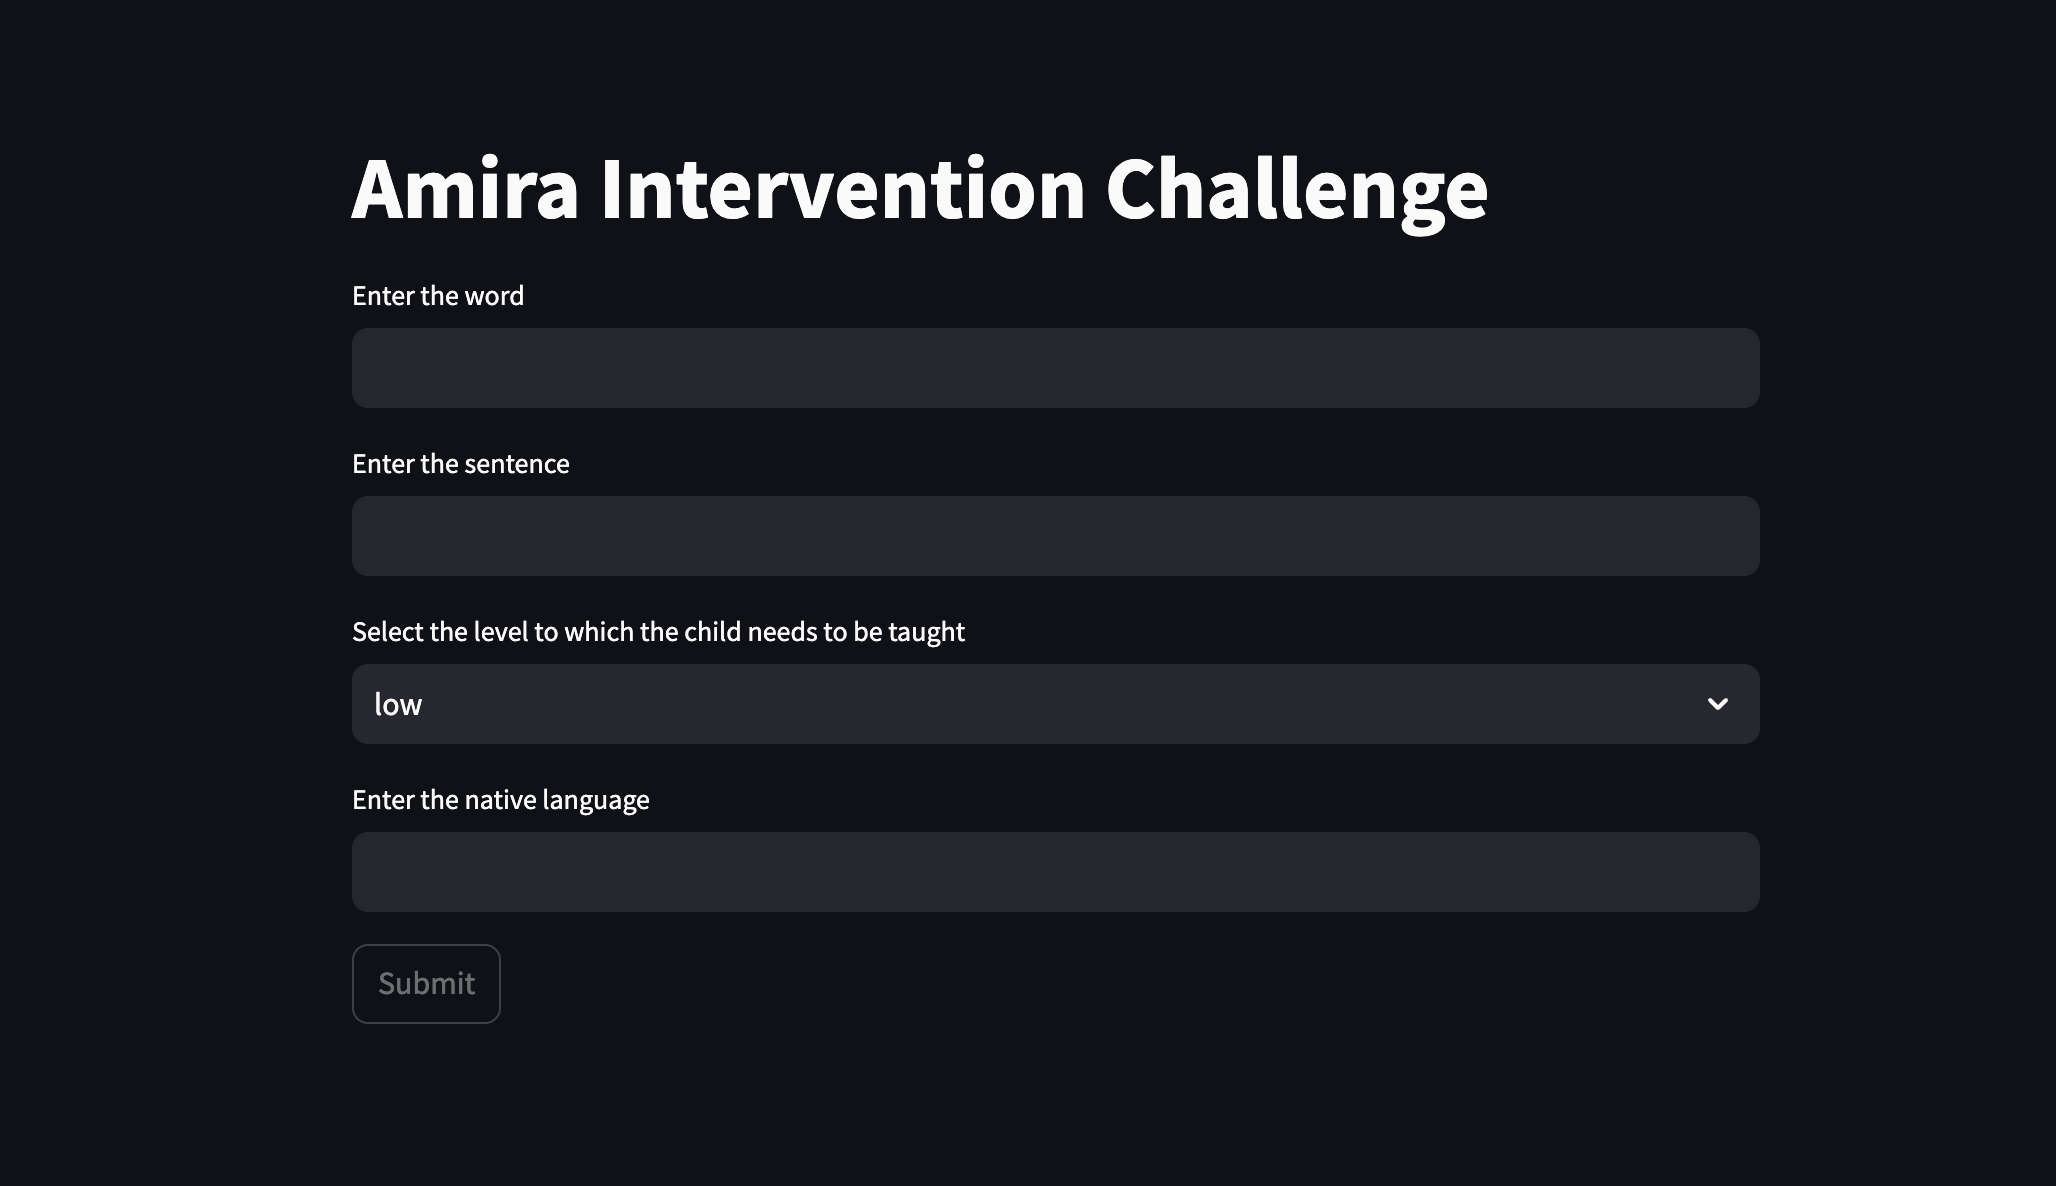 Amira Intervention Challenge
Enter the word
Enter the sentence
Select the level to which the child needs to be taught
low
Enter the native language
Submit